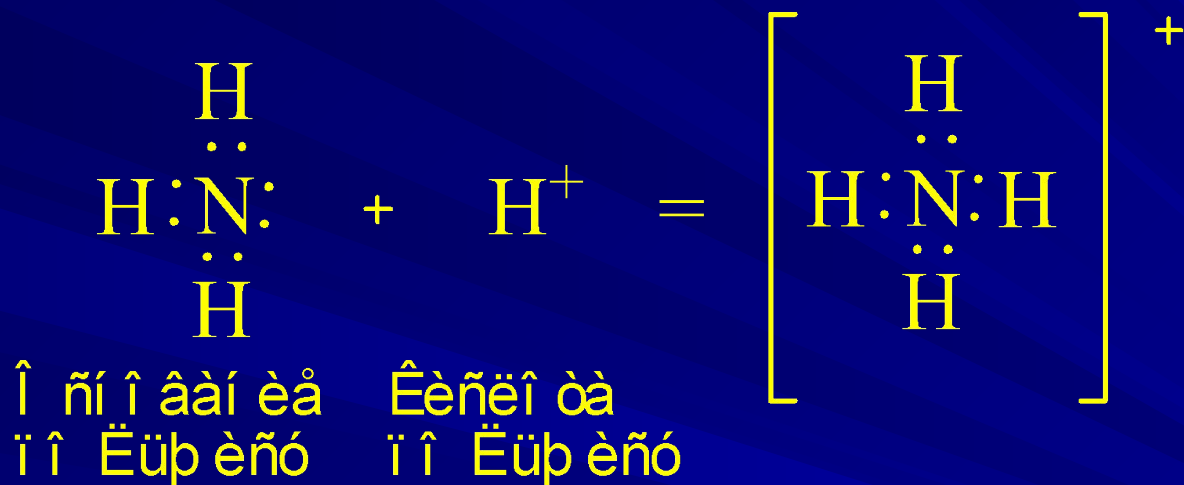 H
H:N: + H⁺ = [H:N:H]⁺
H
H
H
Î ñí î âàí èå Êèñëî òà
ï î Ëüþ èñó ï î Ëüþ èñó